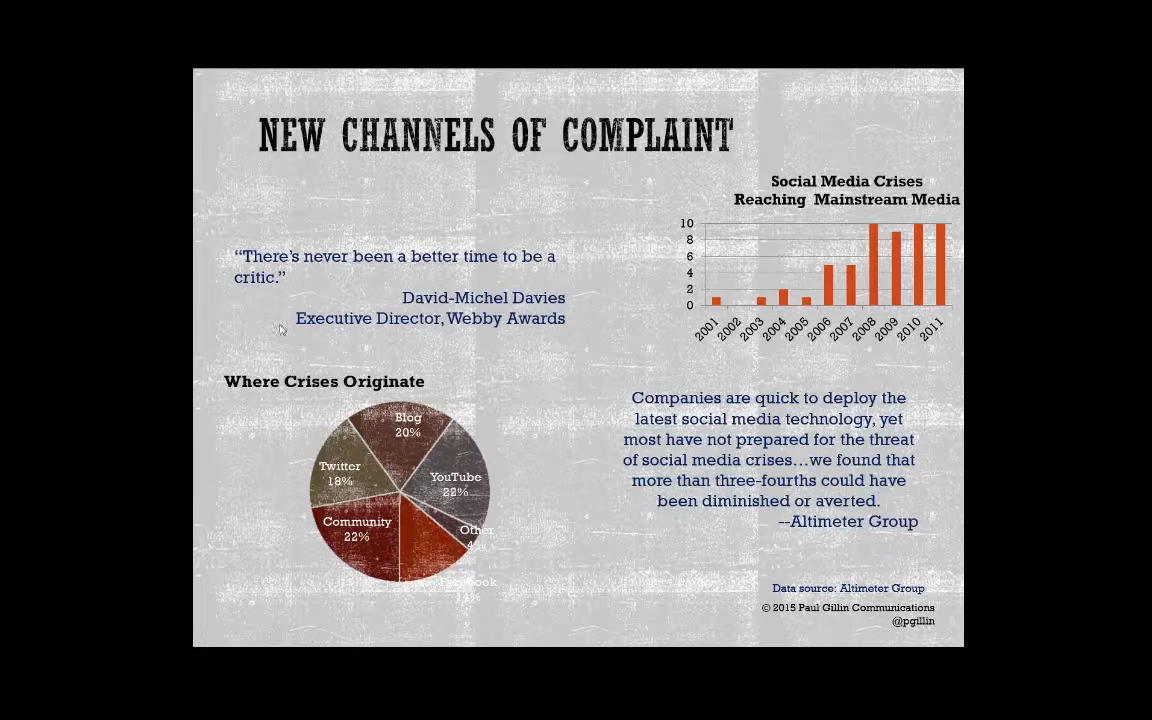 NEW CHANNELS OF COMPLAINT
Social Media Crises
Reaching Mainstream Media
10
8
6
4
2
0
2001
2002
2003
2004
2005
2006
2007
2008
2009
2010
2011
“There’s never been a better time to be a
critic.”
David-Michel Davies
Executive Director, Webby Awards
Where Crises Originate
Blog
20%
YouTube
22%
Other
Facebook
Community
22%
Twitter
18%
Companies are quick to deploy the
latest social media technology, yet
most have not prepared for the threat
of social media crises…we found that
more than three-fourths could have
been diminished or averted.
--Altimeter Group
Data source: Altimeter Group
© 2015 Paul Gillin Communications
@pgillin